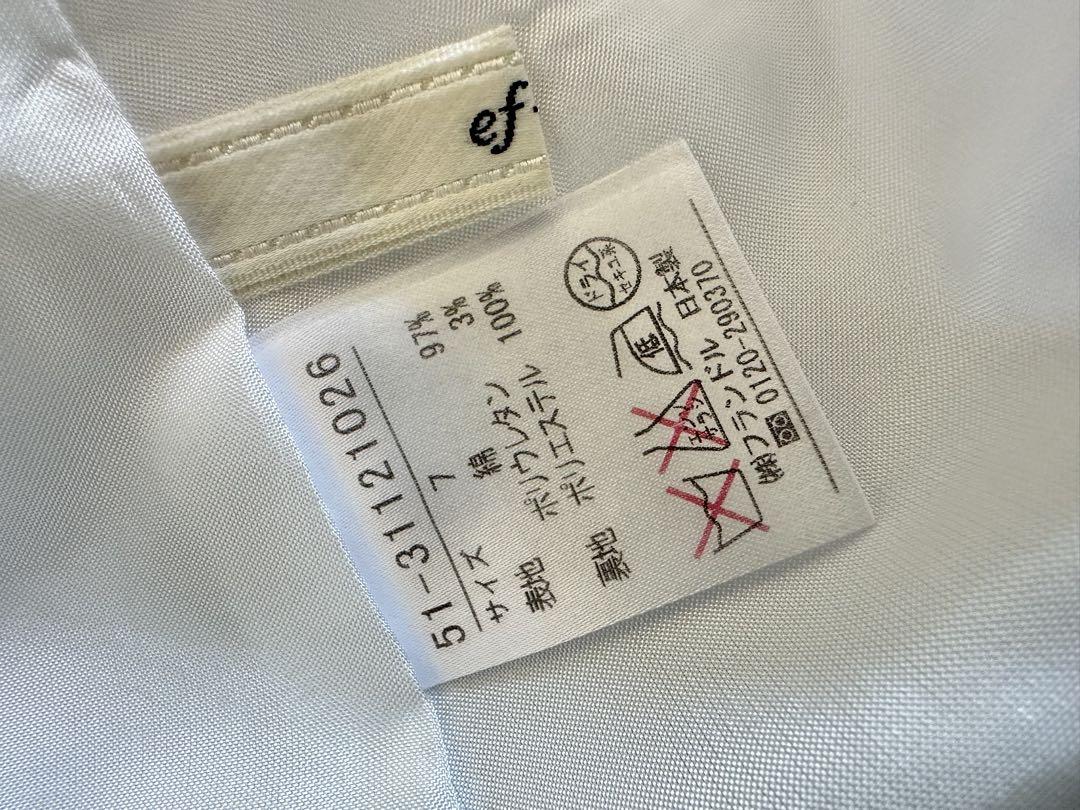 ef-
51-31121026
サイズ 7
表地 綿 97%
ポリウレタン 3%
裏地 ポリエステル 100%
エンソサラシ 低 ドライ セキユ系
㈱フランドル 日本製
0120-290370